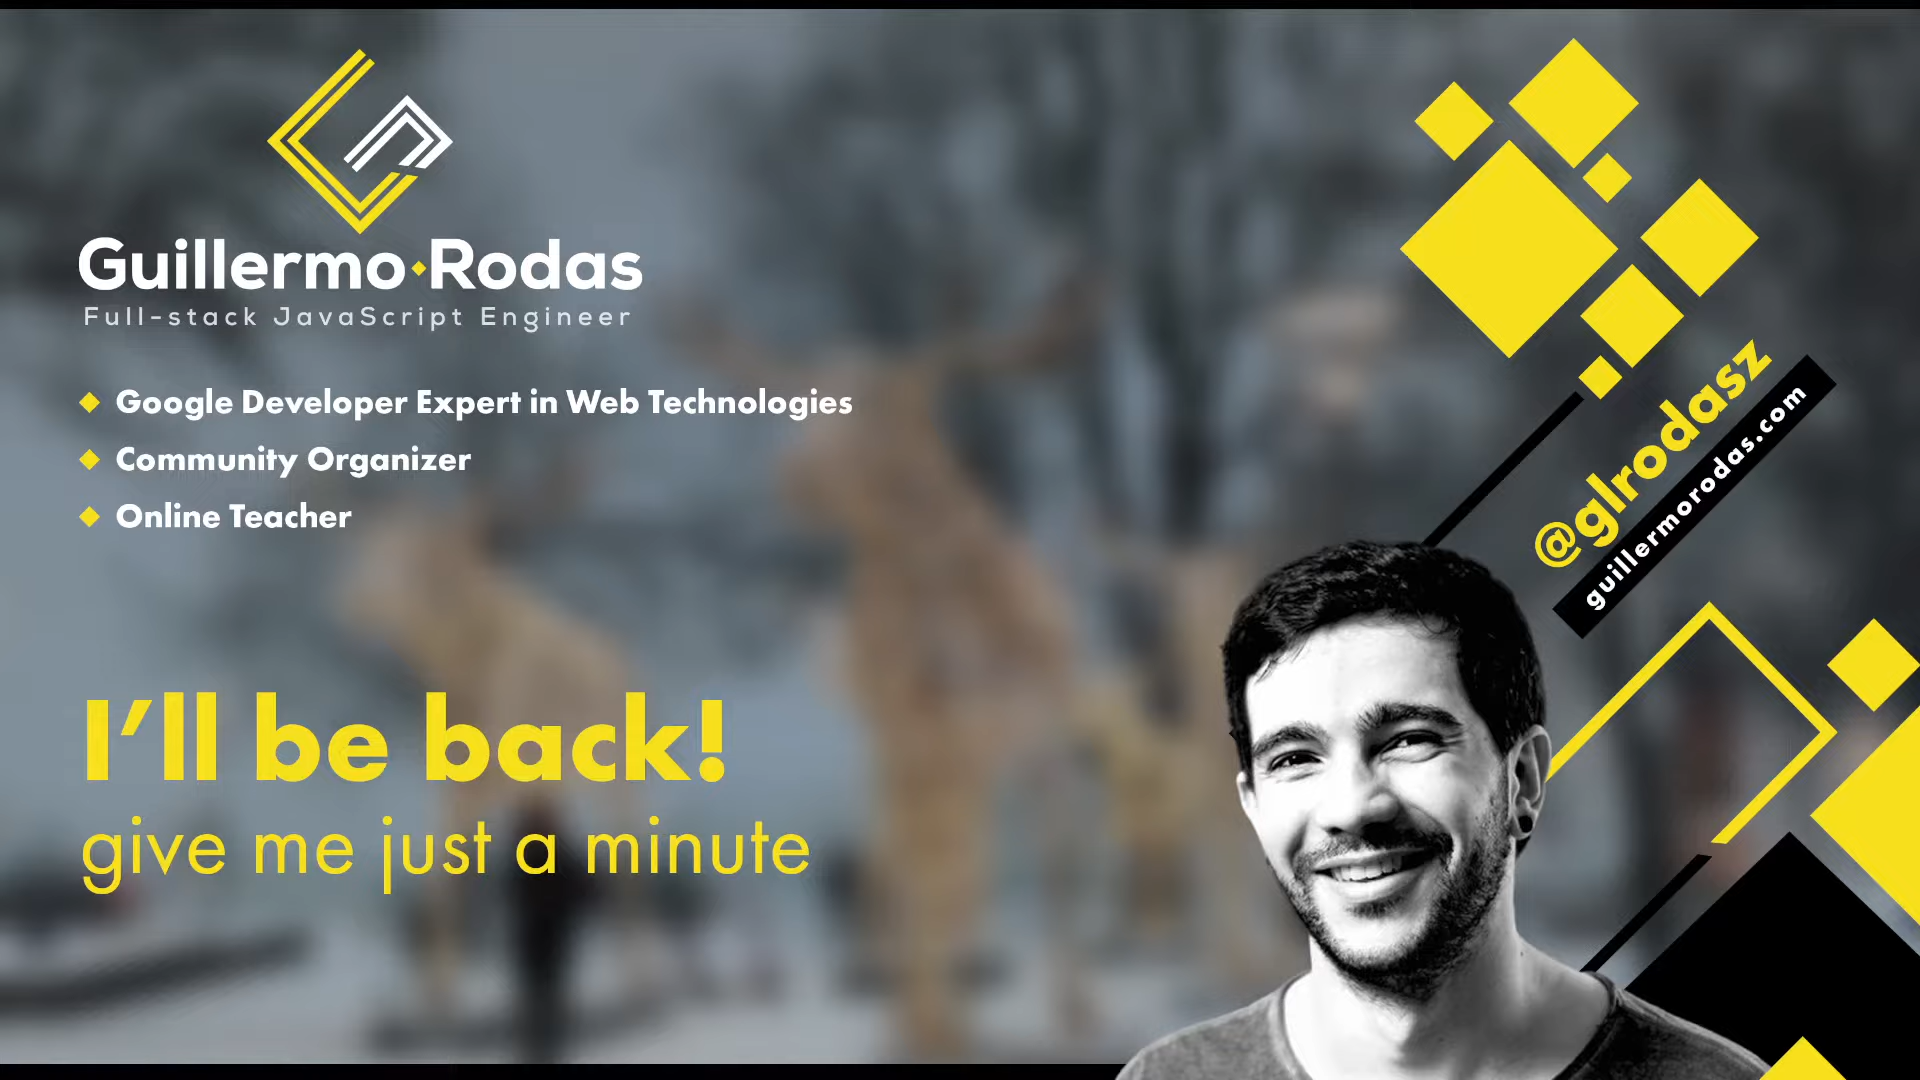 Guillermo·Rodas
Full-stack JavaScript Engineer
Google Developer Expert in Web Technologies
Community Organizer
Online Teacher
I’ll be back!
give me just a minute
@glrodasz
guillermorodas.com